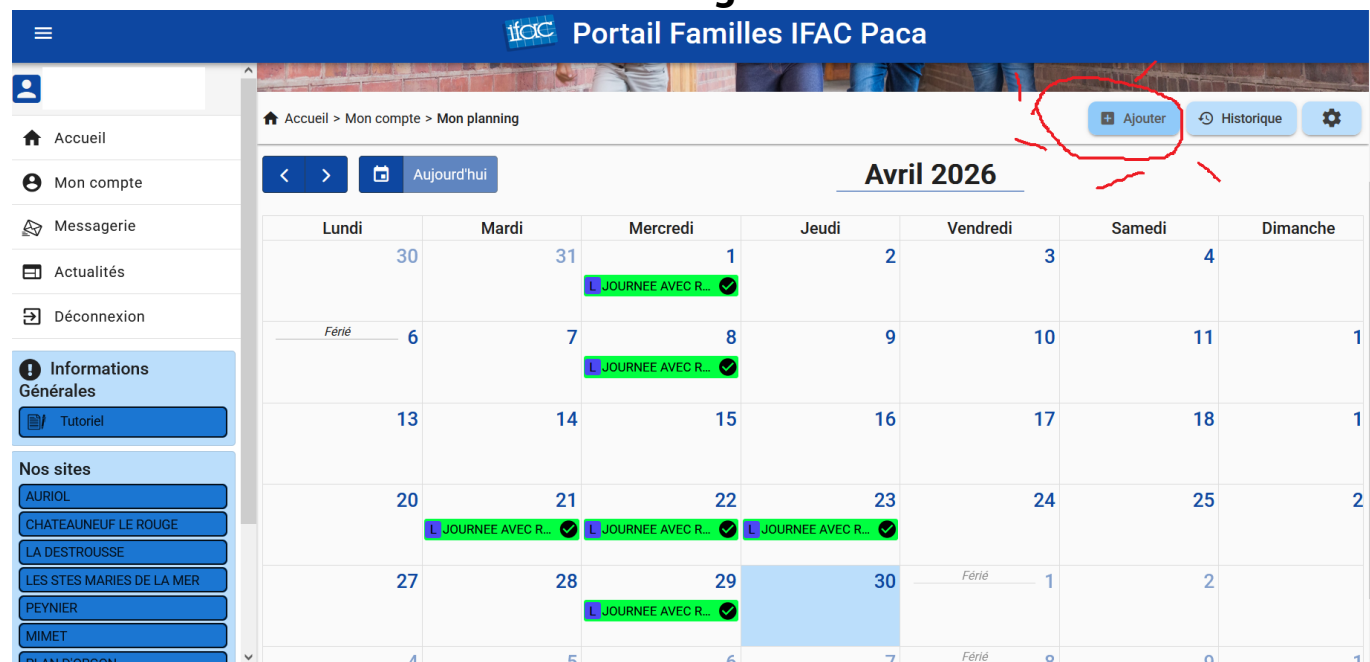 ifac Portail Familles IFAC Paca
Accueil > Mon compte > Mon planning
Ajouter
Historique
Accueil
Mon compte
Messagerie
Actualités
Déconnexion
Informations
Générales
Tutoriel
Nos sites
AURIOL
CHATEAUNEUF LE ROUGE
LA DESTROUSSE
LES STES MARIES DE LA MER
PEYNIER
MIMET
PLAN D'ORGON
Aujourd'hui
Avril 2026
Lundi Mardi Mercredi Jeudi Vendredi Samedi Dimanche
30 31 1 2 3 4
L JOURNEE AVEC R...
Férié 6 7 8 9 10 11 1
L JOURNEE AVEC R...
13 14 15 16 17 18 1
20 21 22 23 24 25 2
L JOURNEE AVEC R... L JOURNEE AVEC R... L JOURNEE AVEC R...
27 28 29 30 Férié 1 2
L JOURNEE AVEC R...
4 5 6 7 Férié 8 9 1